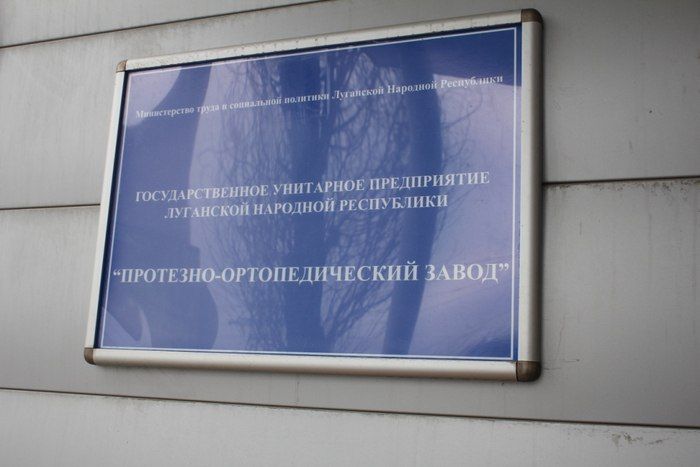 Министерство труда и социальной политики Луганской Народной Республики
ГОСУДАРСТВЕННОЕ УНИТАРНОЕ ПРЕДПРИЯТИЕ
ЛУГАНСКОЙ НАРОДНОЙ РЕСПУБЛИКИ
“ПРОТЕЗНО-ОРТОПЕДИЧЕСКИЙ ЗАВОД”